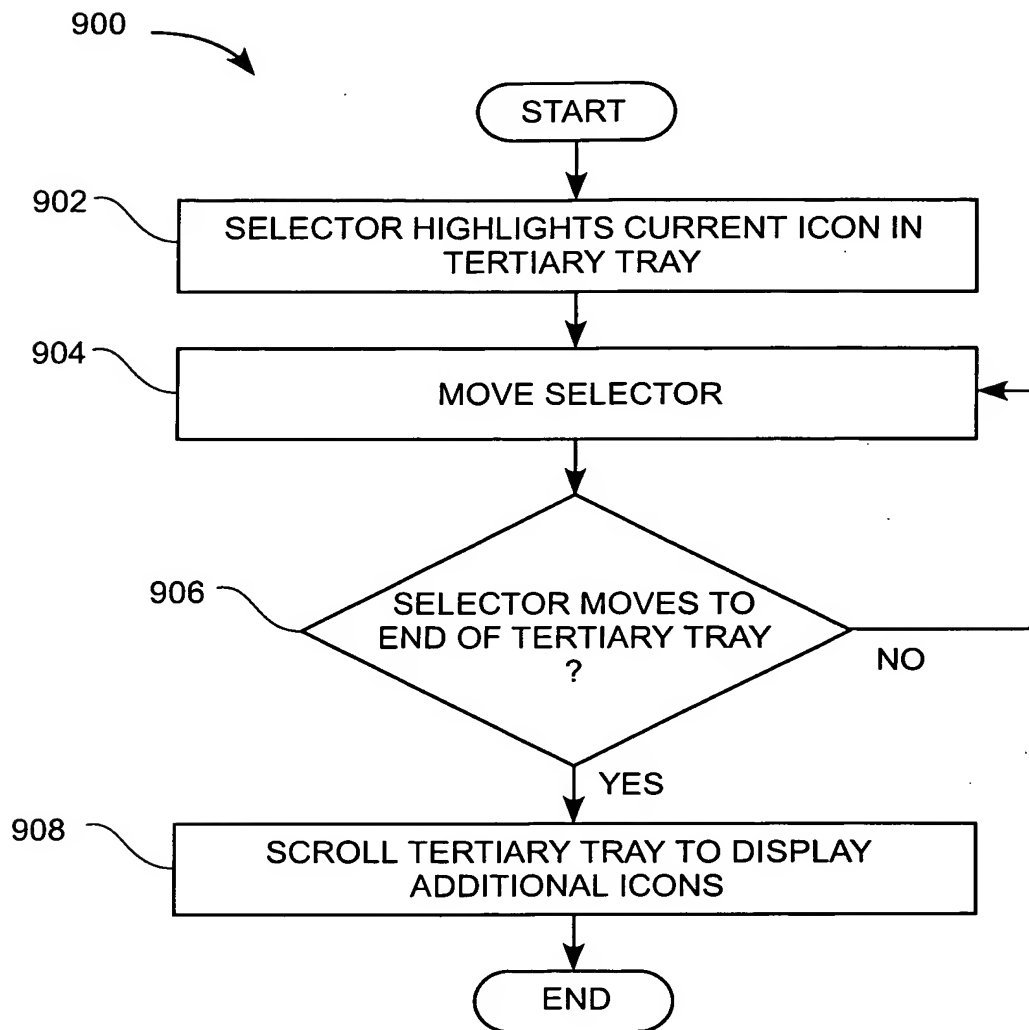 900
START
902
SELECTOR HIGHLIGHTS CURRENT ICON IN
TERTIARY TRAY
904
MOVE SELECTOR
906
SELECTOR MOVES TO
END OF TERTIARY TRAY
?
NO
YES
908
SCROLL TERTIARY TRAY TO DISPLAY
ADDITIONAL ICONS
END